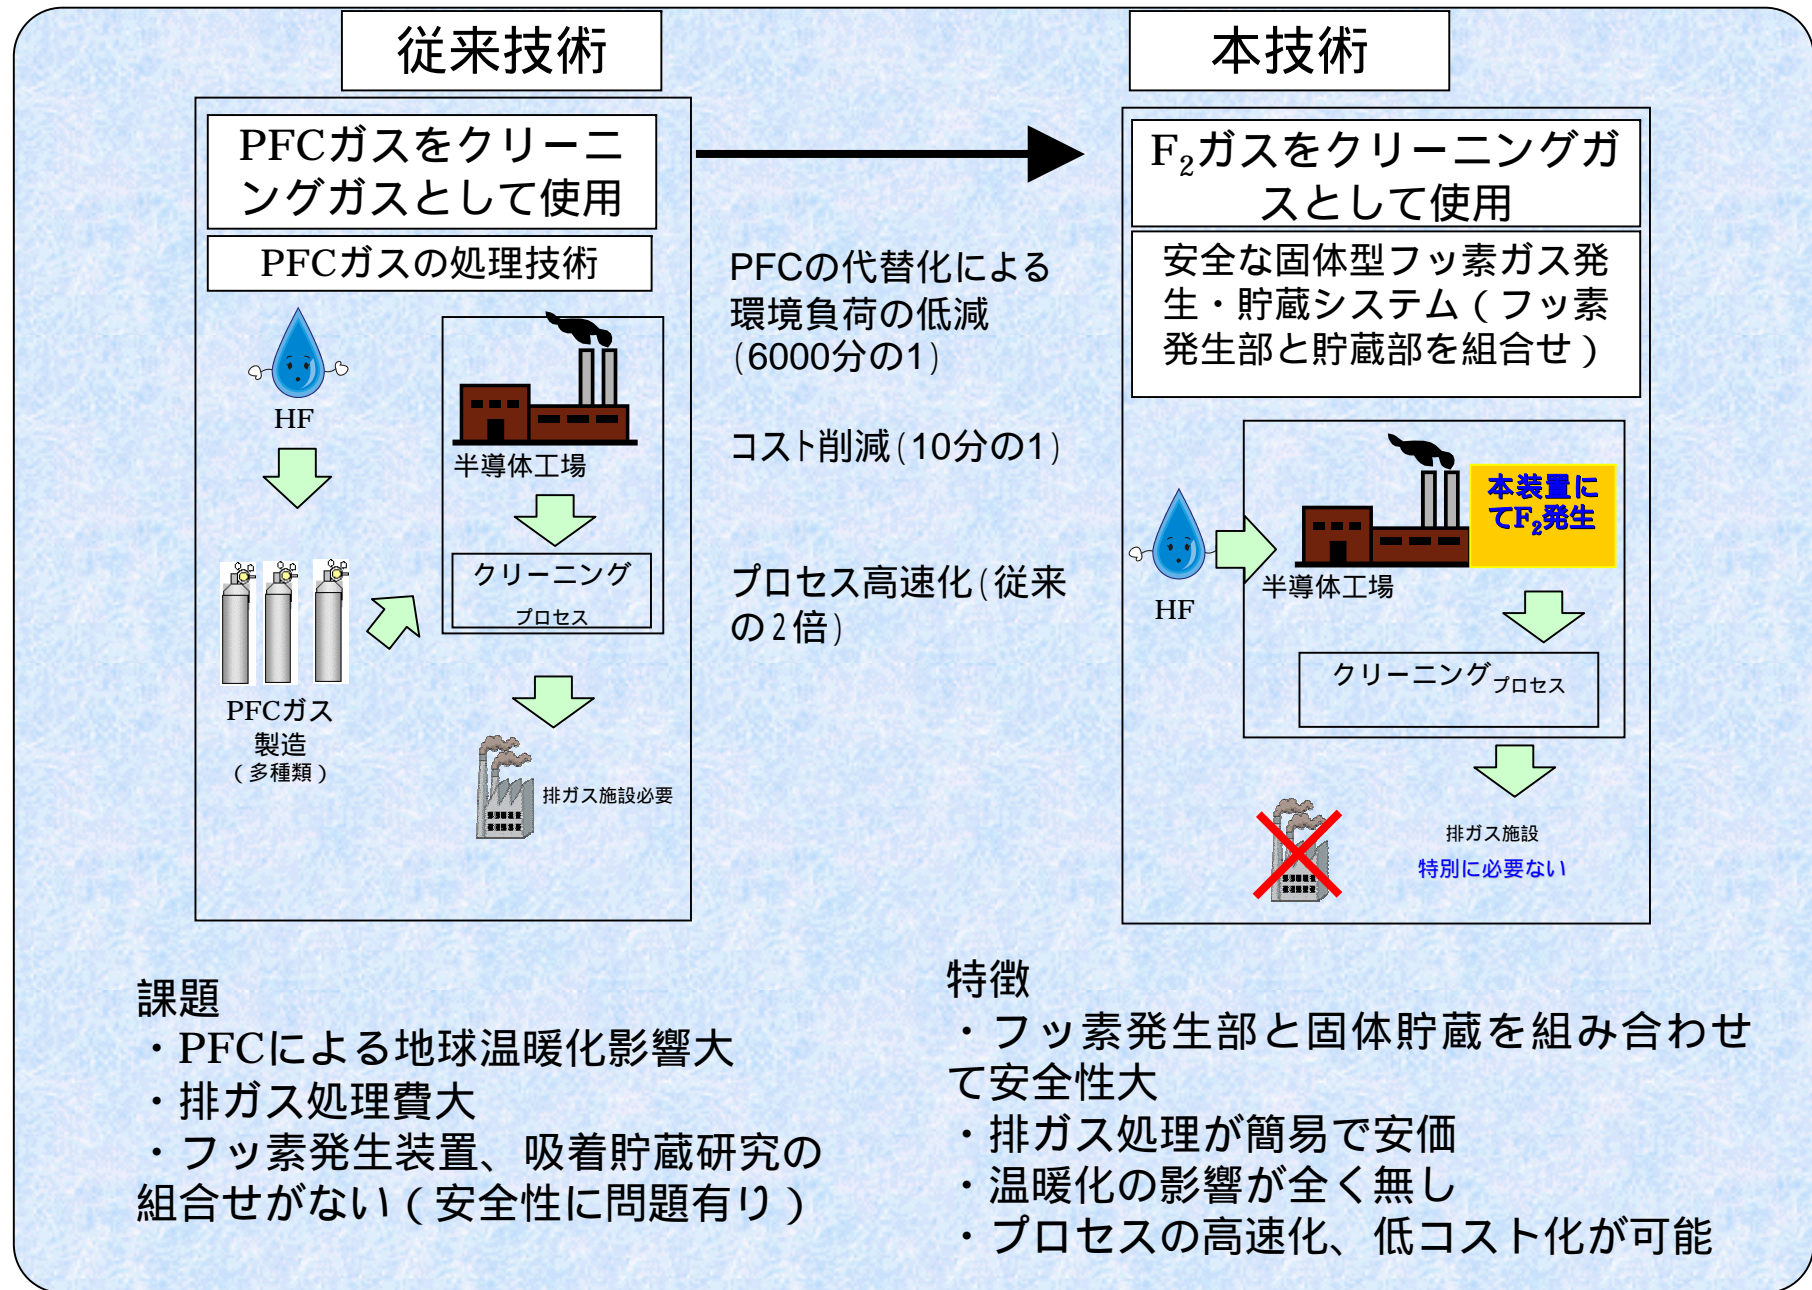 従来技術
PFCガスをクリーニ
ングガスとして使用
PFCガスの処理技術
HF
半導体工場
クリーニング
プロセス
PFCガス
製造
（多種類）
排ガス施設必要
PFCの代替化による
環境負荷の低減
(6000分の1)
コスト削減(10分の1)
プロセス高速化(従来
の2倍)
本技術
F₂ガスをクリーニングガ
スとして使用
安全な固体型フッ素ガス発
生・貯蔵システム（フッ素
発生部と貯蔵部を組合せ）
本装置に
てF₂発生
HF
半導体工場
クリーニングプロセス
排ガス施設
特別に必要ない
課題
・PFCによる地球温暖化影響大
・排ガス処理費大
・フッ素発生装置、吸着貯蔵研究の
組合せがない（安全性に問題有り）
特徴
・フッ素発生部と固体貯蔵を組み合わせ
て安全性大
・排ガス処理が簡易で安価
・温暖化の影響が全く無し
・プロセスの高速化、低コスト化が可能